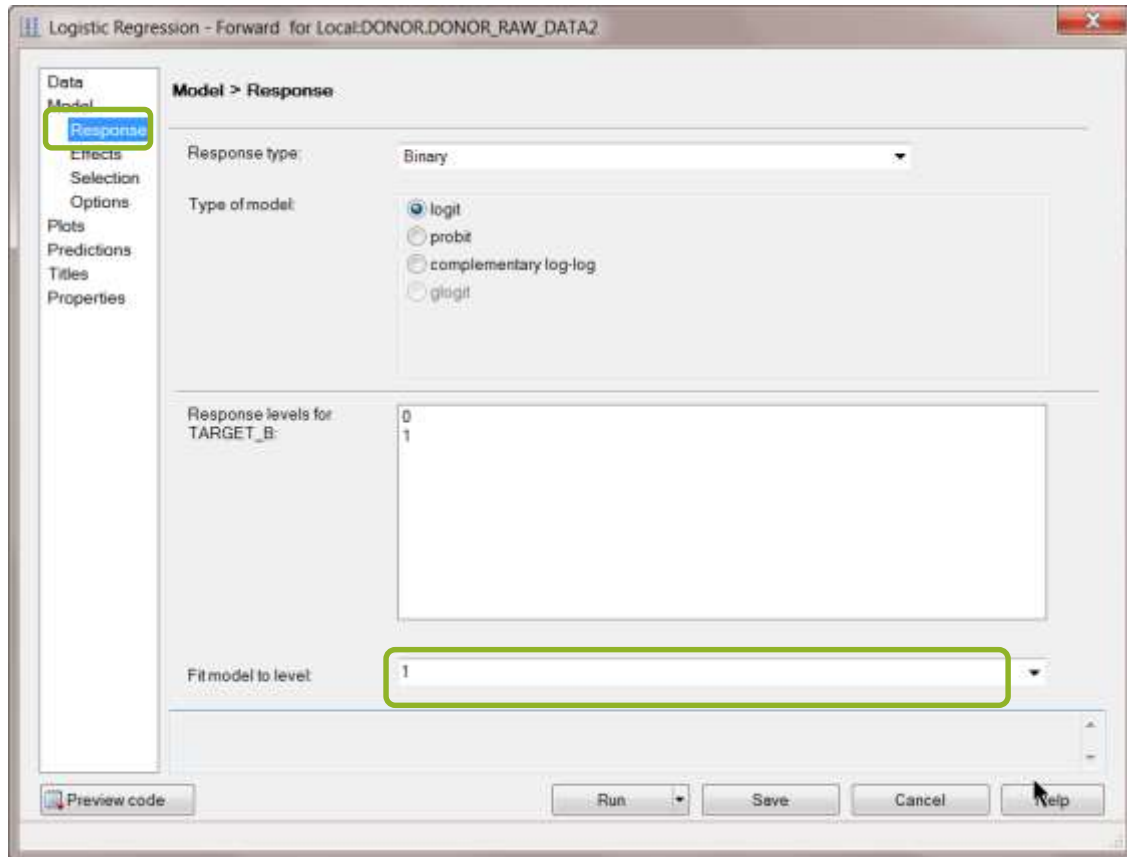 Logistic Regression - Forward for Local:DONOR.DONOR_RAW_DATA2
Data
Model
Response
Effects
Selection
Options
Plots
Predictions
Titles
Properties
Model > Response
Response type:
Binary
Type of model:
logit
probit
complementary log-log
glogit
Response levels for
TARGET_B:
0
1
Fit model to level:
1
Preview code
Run
Save
Cancel
Help